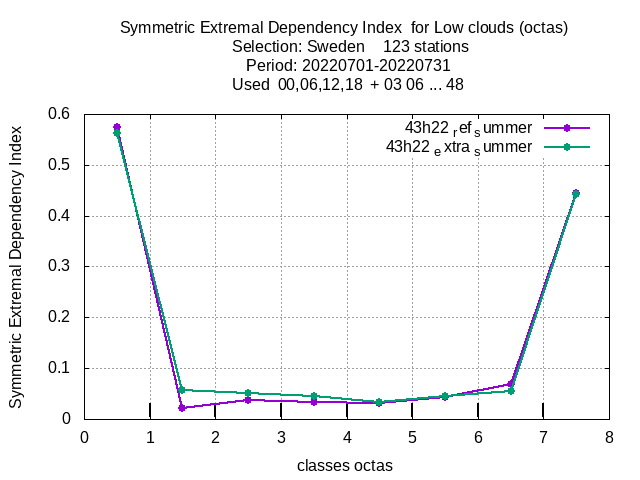 Symmetric Extremal Dependency Index  for Low clouds (octas)
Selection: Sweden    123 stations
Period: 20220701-20220731
Used  00,06,12,18  + 03 06 ... 48
43h22 ref summer
43h22 extra summer
0.6
0.5
0.4
0.3
0.2
0.1
0
Symmetric Extremal Dependency Index
0 1 2 3 4 5 6 7 8
classes octas